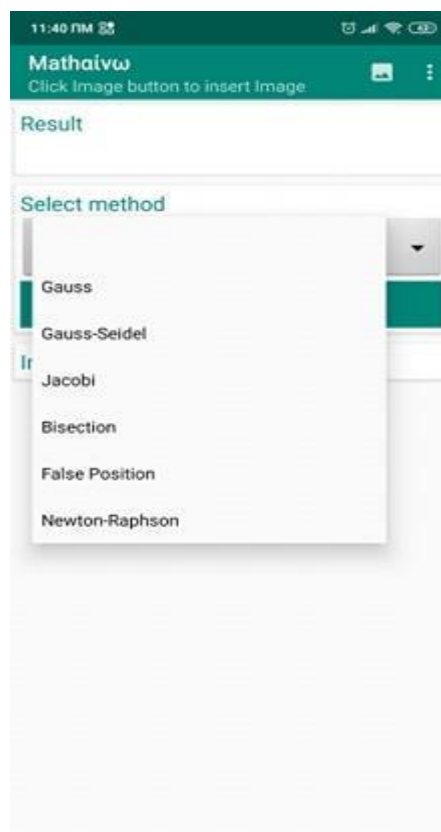 11:40 ΠΜ
Mathαίνω
Click Image button to insert Image
Result
Select method
Gauss
Gauss-Seidel
Jacobi
Bisection
False Position
Newton-Raphson